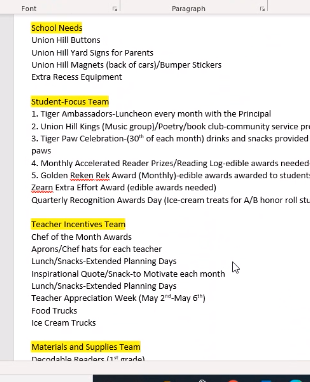 Font
Paragraph
School Needs
Union Hill Buttons
Union Hill Yard Signs for Parents
Union Hill Magnets (back of cars)/Bumper Stickers
Extra Recess Equipment
Student-Focus Team
1. Tiger Ambassadors-Luncheon every month with the Principal
2. Union Hill Kings (Music group)/Poetry/book club-community service
3. Tiger Paw Celebration-(30th of each month) drinks and snacks provided
paws
4. Monthly Accelerated Reader Prizes/Reading Log-edible awards needed
5. Golden Reken Rek Award (Monthly)-edible awards awarded to students
Zearn Extra Effort Award (edible awards needed)
Quarterly Recognition Awards Day (Ice-cream treats for A/B honor roll
Teacher Incentives Team
Chef of the Month Awards
Aprons/Chef hats for each teacher
Lunch/Snacks-Extended Planning Days
Inspirational Quote/Snack-to Motivate each month
Lunch/Snacks-Extended Planning Days
Teacher Appreciation Week (May 2nd-May 6th)
Food Trucks
Ice Cream Trucks
Materials and Supplies Team
Decodable Readers (1st grade)